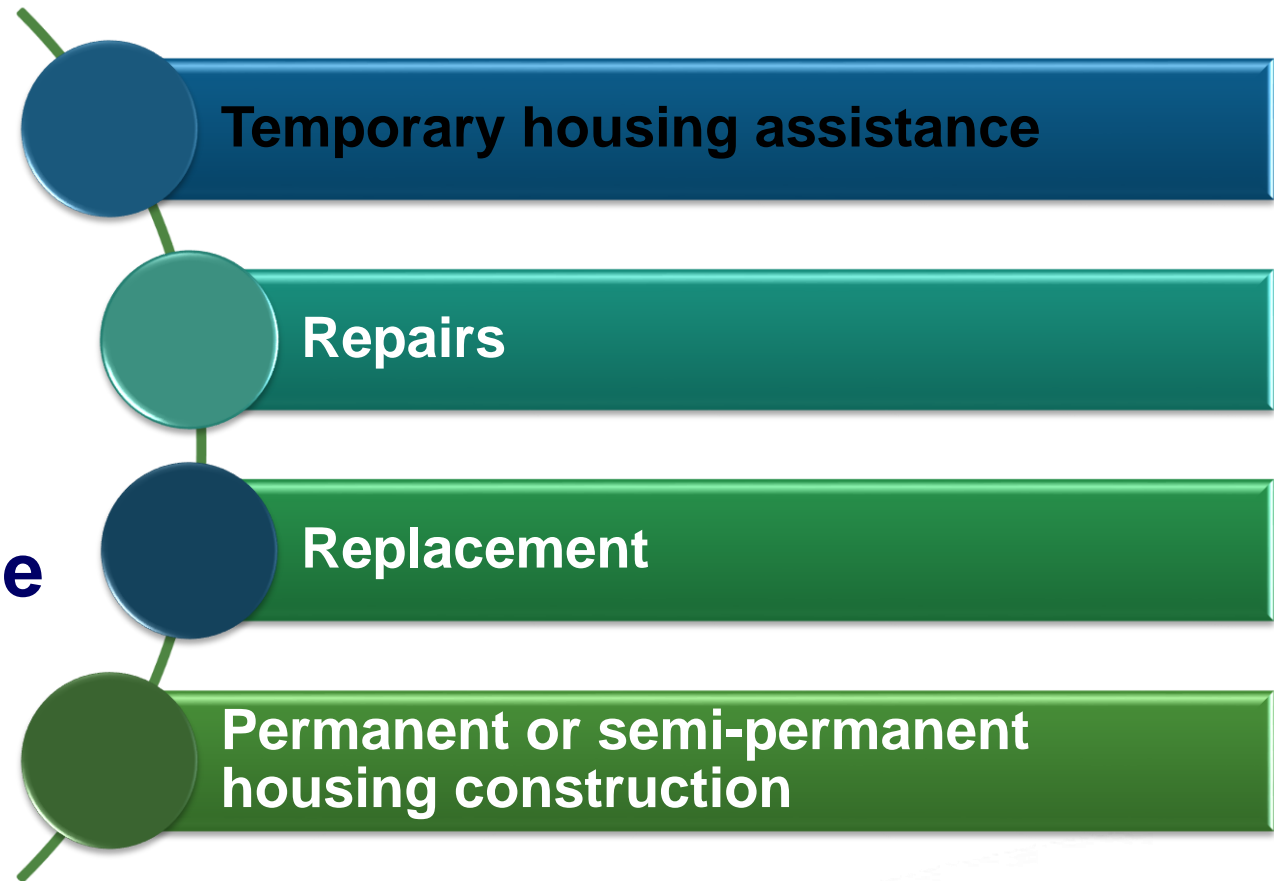 Temporary housing assistance
Repairs
Replacement
e
Permanent or semi-permanent
housing construction